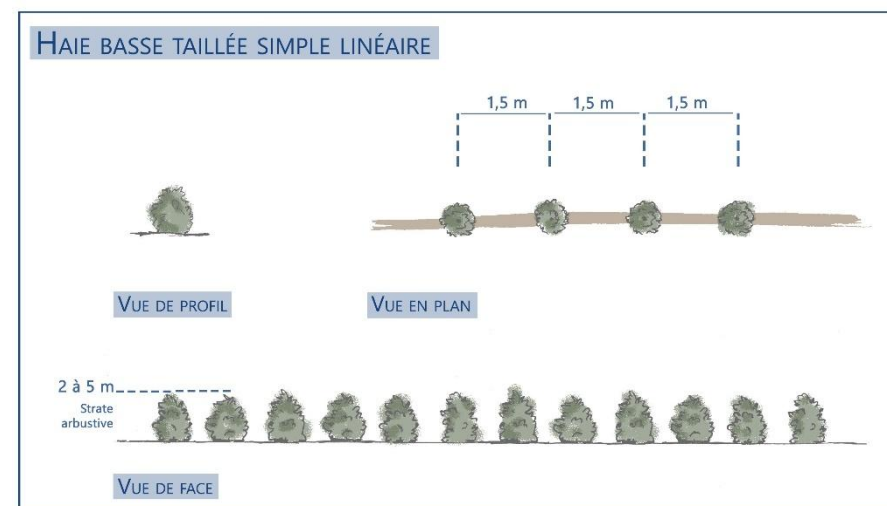 HAIE BASSE TAILLÉE SIMPLE LINÉAIRE
1,5 m 1,5 m 1,5 m
VUE DE PROFIL
VUE EN PLAN
2 à 5 m
Strate
arbustive
VUE DE FACE